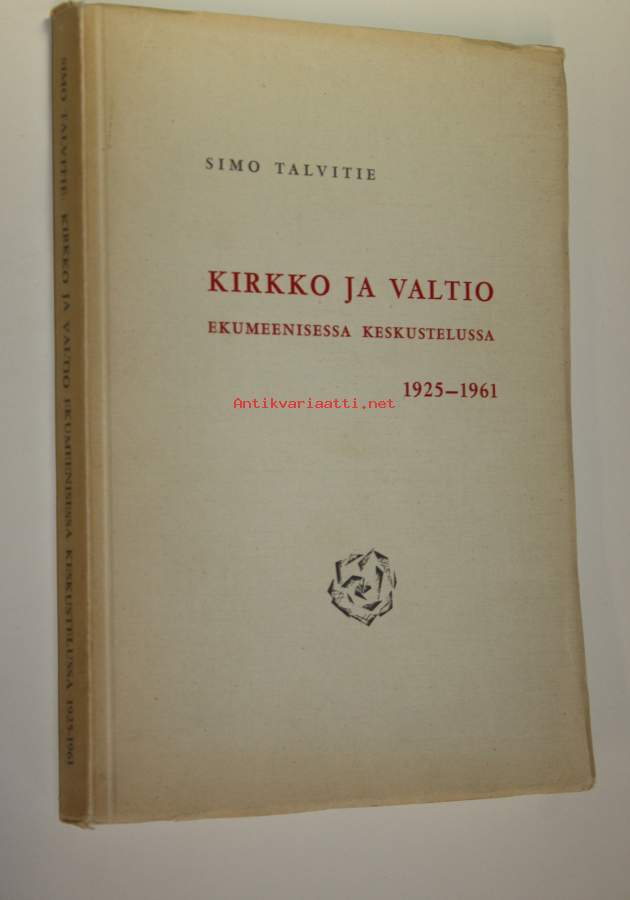 SIMO TALVITIE
KIRKKO JA VALTIO
EKUMEENISESSA KESKUSTELUSSA
1925–1961
Antikvariaatti.net
SIMO TALVITIE KIRKKO JA VALTIO EKUMEENISESSA KESKUSTELUSSA 1925-1961